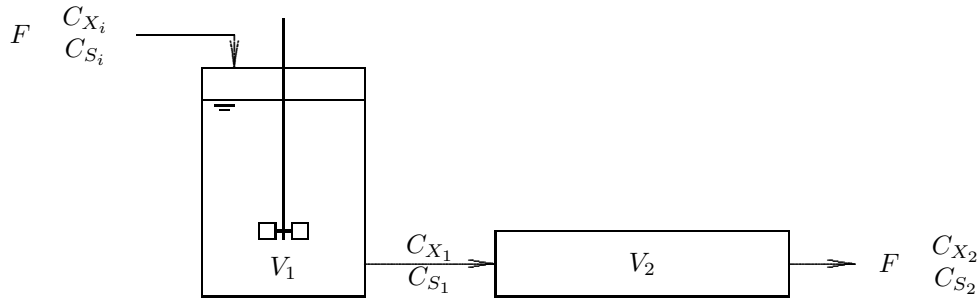 F C_{X_i}
C_{S_i}
V_1
C_{X_1}
C_{S_1}
V_2
F C_{X_2}
C_{S_2}